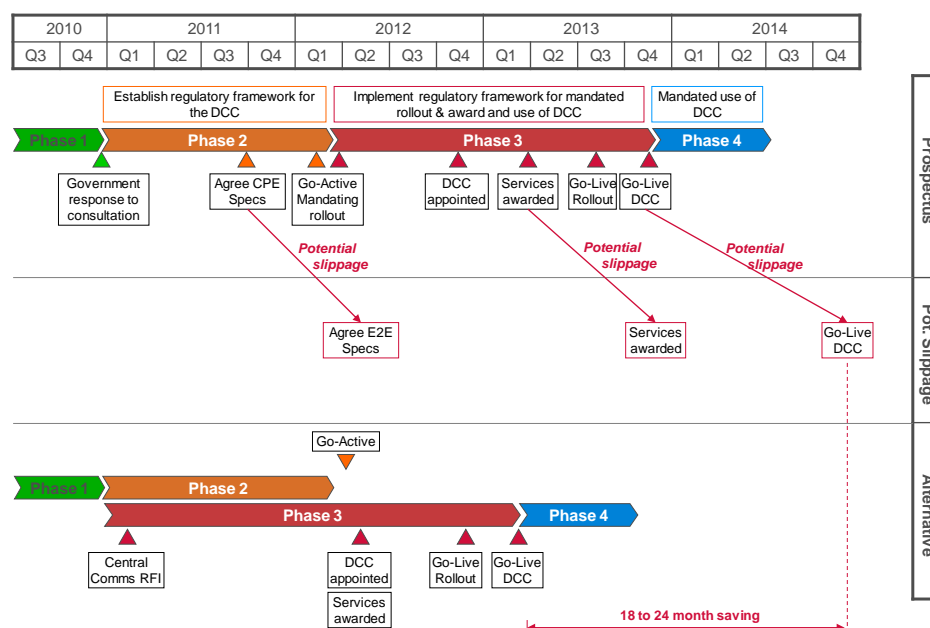 2010 2011 2012 2013 2014
Q3 Q4 Q1 Q2 Q3 Q4 Q1 Q2 Q3 Q4 Q1 Q2 Q3 Q4 Q1 Q2 Q3 Q4
Establish regulatory framework for
the DCC
Implement regulatory framework for mandated
rollout & award and use of DCC
Mandated use of
DCC
Phase 1
Phase 2
Phase 3
Phase 4
Government
response to
consultation
Agree CPE
Specs
Go-Active
Mandating
rollout
DCC
appointed
Services
awarded
Go-Live
Rollout
Go-Live
DCC
Prospectus
Potential
slippage
Potential
slippage
Potential
slippage
Agree E2E
Specs
Services
awarded
Go-Live
DCC
Pot. Slippage
Go-Active
Phase 1
Phase 2
Phase 3
Phase 4
Central
Comms RFI
DCC
appointed
Services
awarded
Go-Live
Rollout
Go-Live
DCC
Alternative
18 to 24 month saving